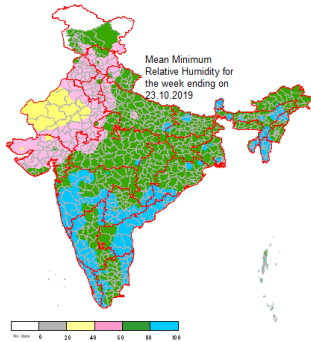 Mean Minimum
Relative Humidity for
the week ending on
23.10.2019
No Data 0 20 40 60 80 100